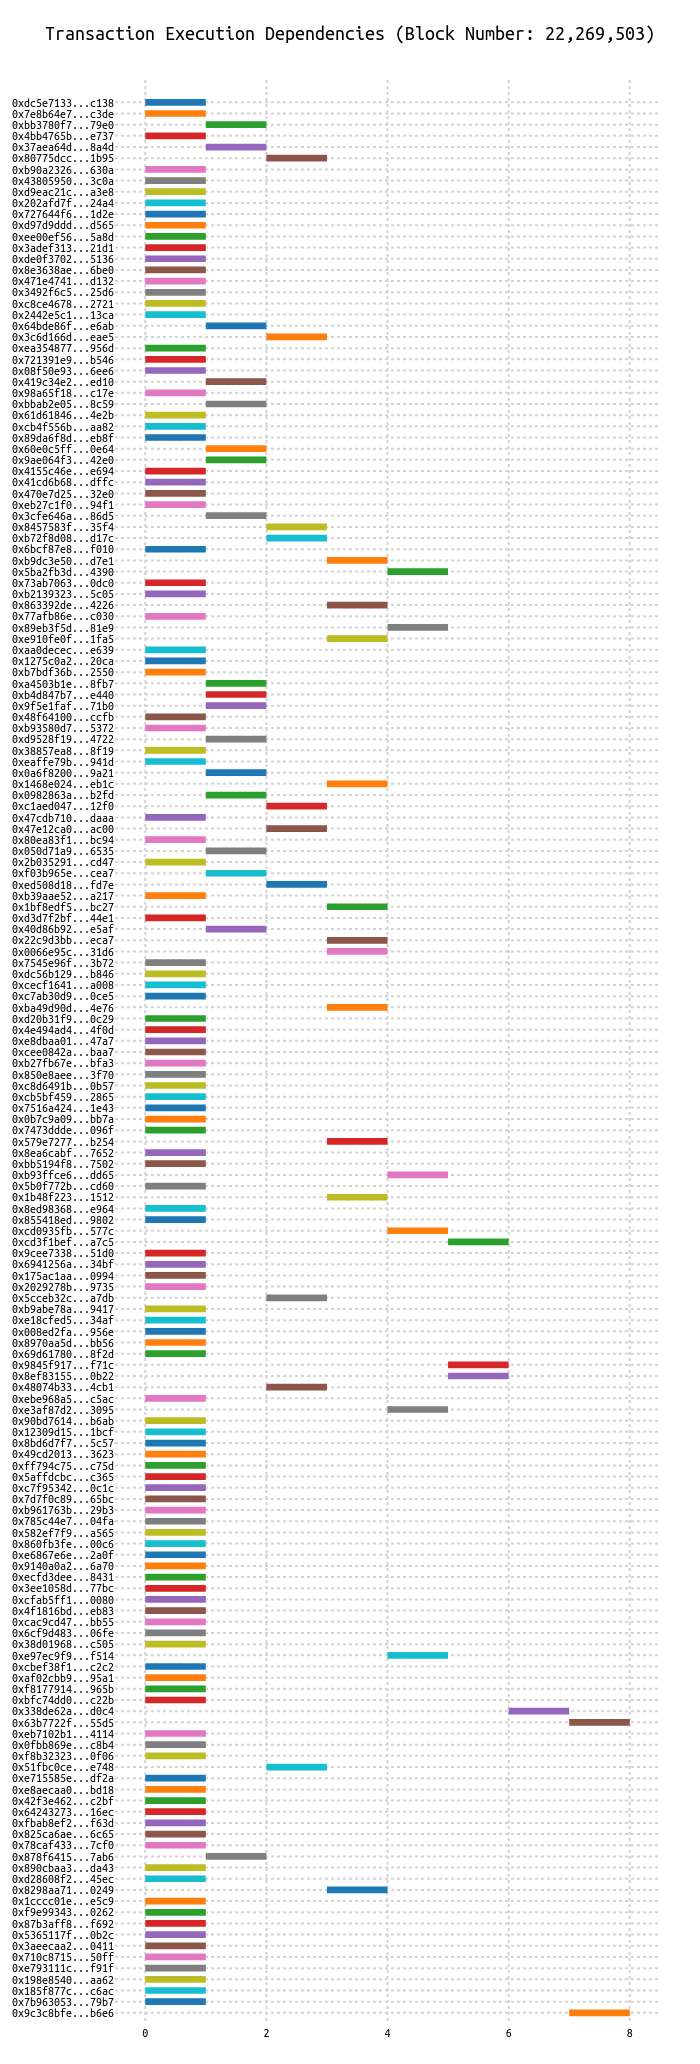 Transaction Execution Dependencies (Block Number: 22,269,503)
0xdc5e7133...c138
0x7e8b64e7...c3de
0xbb3780f7...79e0
0x4bb4765b...e737
0x37aea64d...8a4d
0x80775dcc...1b95
0xb90a2326...630a
0x43805950...3c0a
0xd9eac21c...a3e8
0x202afd7f...24a4
0x727644f6...1d2e
0xd97d9ddd...d565
0xee00ef56...5a8d
0x3adef313...21d1
0xde0f3702...5136
0x8e3638ae...6be0
0x471e4741...d132
0x3492f6c5...25d6
0xc8ce4678...2721
0x2442e5c1...13ca
0x64bde86f...e6ab
0x3c6d166d...eae5
0xea354877...956d
0x721391e9...b546
0x08f50e93...6ee6
0x419c34e2...ed10
0x98a65f18...c17e
0xbbab2e05...8c59
0x61d61846...4e2b
0xcb4f556b...aa82
0x89da6f8d...eb8f
0x60e0c5ff...0e64
0x9ae064f3...42e0
0x4155c46e...e694
0x41cd6b68...dffc
0x470e7d25...32e0
0xeb27c1f0...94f1
0x3cfe646a...86d5
0x8457583f...35f4
0xb72f8d08...d17c
0x6bcf87e8...f010
0xb9dc3e50...d7e1
0x5ba2fb3d...4390
0x73ab7063...0dc0
0xb2139323...5c05
0x863392de...4226
0x77afb86e...c030
0x89eb3f5d...81e9
0xe910fe0f...1fa5
0xaa0decec...e639
0x1275c0a2...20ca
0xb7bdf36b...2550
0xa4503b1e...8fb7
0xb4d847b7...e440
0x9f5e1faf...71b0
0x48f64100...ccfb
0xb93580d7...5372
0xd9528f19...4722
0x38857ea8...8f19
0xeaffe79b...941d
0x0a6f8200...9a21
0x1468e024...eb1c
0x0982863a...b2fd
0xc1aed047...12f0
0x47cdb710...daaa
0x47e12ca0...ac00
0x80ea83f1...bc94
0x050d71a9...6535
0x2b035291...cd47
0xf03b965e...cea7
0xed508d18...fd7e
0xb39aae52...a217
0x1bf8edf5...bc27
0xd3d7f2bf...44e1
0x40d86b92...e5af
0x22c9d3bb...eca7
0x0066e95c...31d6
0x7545e96f...3b72
0xdc56b129...b846
0xcecf1641...a008
0xc7ab30d9...0ce5
0xba49d90d...4e76
0xd20b31f9...0c29
0x4e494ad4...4f0d
0xe8dbaa01...47a7
0xcee0842a...baa7
0xb27fb67e...bfa3
0x850e8aee...3f70
0xc8d6491b...0b57
0xcb5bf459...2865
0x7516a424...1e43
0x0b7c9a09...bb7a
0x7473ddde...096f
0x579e7277...b254
0x8ea6cabf...7652
0xbb5194f8...7502
0xb93ffce6...dd65
0x5b0f772b...cd60
0x1b48f223...1512
0x8ed98368...e964
0x855418ed...9802
0xcd0935fb...577c
0xcd3f1bef...a7c5
0x9cee7338...51d0
0x6941256a...34bf
0x175ac1aa...0994
0x2029278b...9735
0x5cceb32c...a7db
0xb9abe78a...9417
0xe18cfed5...34af
0x008ed2fa...956e
0x8970aa5d...bb56
0x69d61780...8f2d
0x9845f917...f71c
0x8ef83155...0b22
0x48074b33...4cb1
0xebe968a5...c5ac
0xe3af87d2...3095
0x90bd7614...b6ab
0x12309d15...1bcf
0x8bd6d7f7...5c57
0x49cd2013...3623
0xff794c75...c75d
0x5affdcbc...c365
0xc7f95342...0c1c
0x7d7f0c89...65bc
0xb961763b...29b3
0x785c44e7...04fa
0x582ef7f9...a565
0x860fb3fe...00c6
0xe6867e6e...2a0f
0x9140a0a2...6a70
0xecfd3dee...8431
0x3ee1058d...77bc
0xcfab5ff1...0080
0x4f1816bd...eb83
0xcac9cd47...bb55
0x6cf9d483...06fe
0x38d01968...c505
0xe97ec9f9...f514
0xcbef38f1...c2c2
0xaf02cbb9...95a1
0xf8177914...965b
0xbfc74dd0...c22b
0x338de62a...d0c4
0x63b7722f...55d5
0xeb7102b1...4114
0x0fbb869e...c8b4
0xf8b32323...0f06
0x51fbc0ce...e748
0xe715585e...df2a
0xe8aecaa0...bd18
0x42f3e462...c2bf
0x64243273...16ec
0xfbab8ef2...f63d
0x825ca6ae...6c65
0x78caf433...7cf0
0x878f6415...7ab6
0x890cbaa3...da43
0xd28608f2...45ec
0x8298aa71...0249
0x1cccc01e...e5c9
0xf9e99343...0262
0x87b3aff8...f692
0x5365117f...0b2c
0x3aeecaa2...0411
0x710c8715...50ff
0xe793111c...f91f
0x198e8540...aa62
0x185f877c...c6ac
0x7b963053...79b7
0x9c3c8bfe...b6e6
0 2 4 6 8